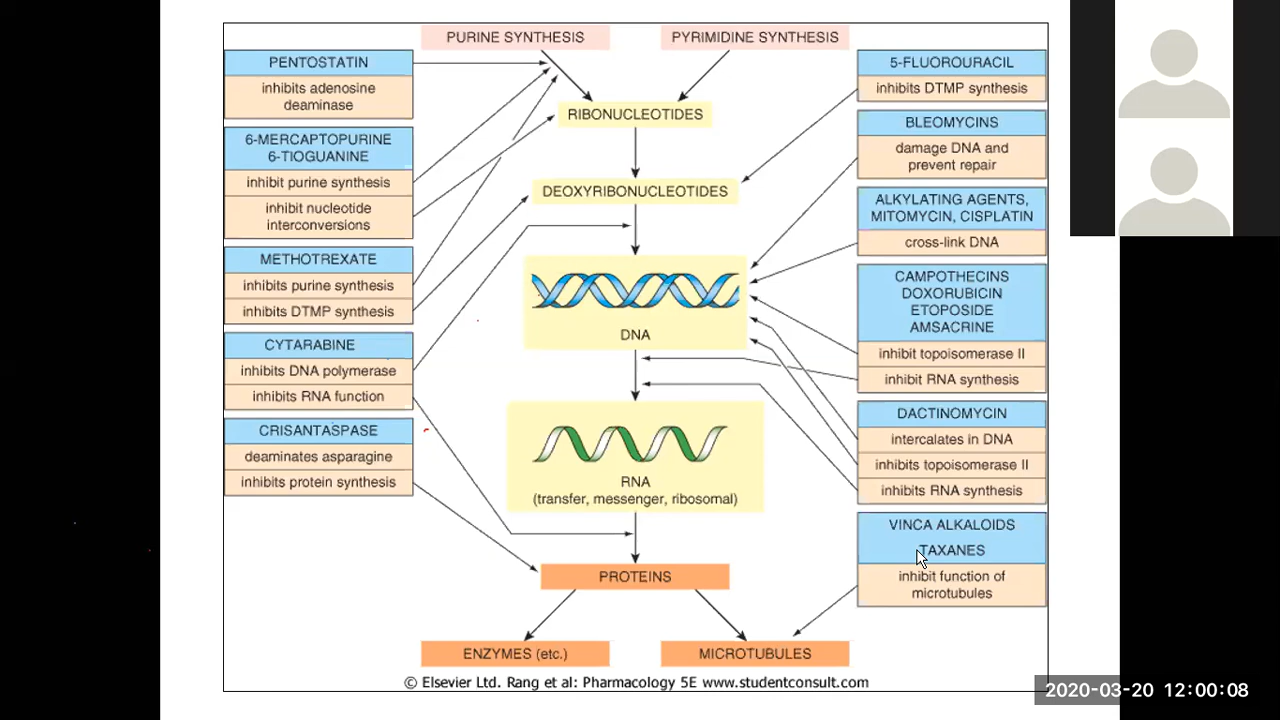 PURINE SYNTHESIS
PYRIMIDINE SYNTHESIS
PENTOSTATIN
inhibits adenosine
deaminase
6-MERCAPTOPURINE
6-TIOGUANINE
inhibit purine synthesis
inhibit nucleotide
interconversions
METHOTREXATE
inhibits purine synthesis
inhibits DTMP synthesis
CYTARABINE
inhibits DNA polymerase
inhibits RNA function
CRISANTASPASE
deaminates asparagine
inhibits protein synthesis
RIBONUCLEOTIDES
DEOXYRIBONUCLEOTIDES
DNA
RNA
(transfer, messenger, ribosomal)
PROTEINS
ENZYMES (etc.)
MICROTUBULES
5-FLUOROURACIL
inhibits DTMP synthesis
BLEOMYCINS
damage DNA and
prevent repair
ALKYLATING AGENTS,
MITOMYCIN, CISPLATIN
cross-link DNA
CAMPOTHECINS
DOXORUBICIN
ETOPOSIDE
AMSACRINE
inhibit topoisomerase II
inhibit RNA synthesis
DACTINOMYCIN
intercalates in DNA
inhibits topoisomerase II
inhibits RNA synthesis
VINCA ALKALOIDS
TAXANES
inhibit function of
microtubules
© Elsevier Ltd. Rang et al: Pharmacology 5E www.studentconsult.com
2020-03-20 12:00:08